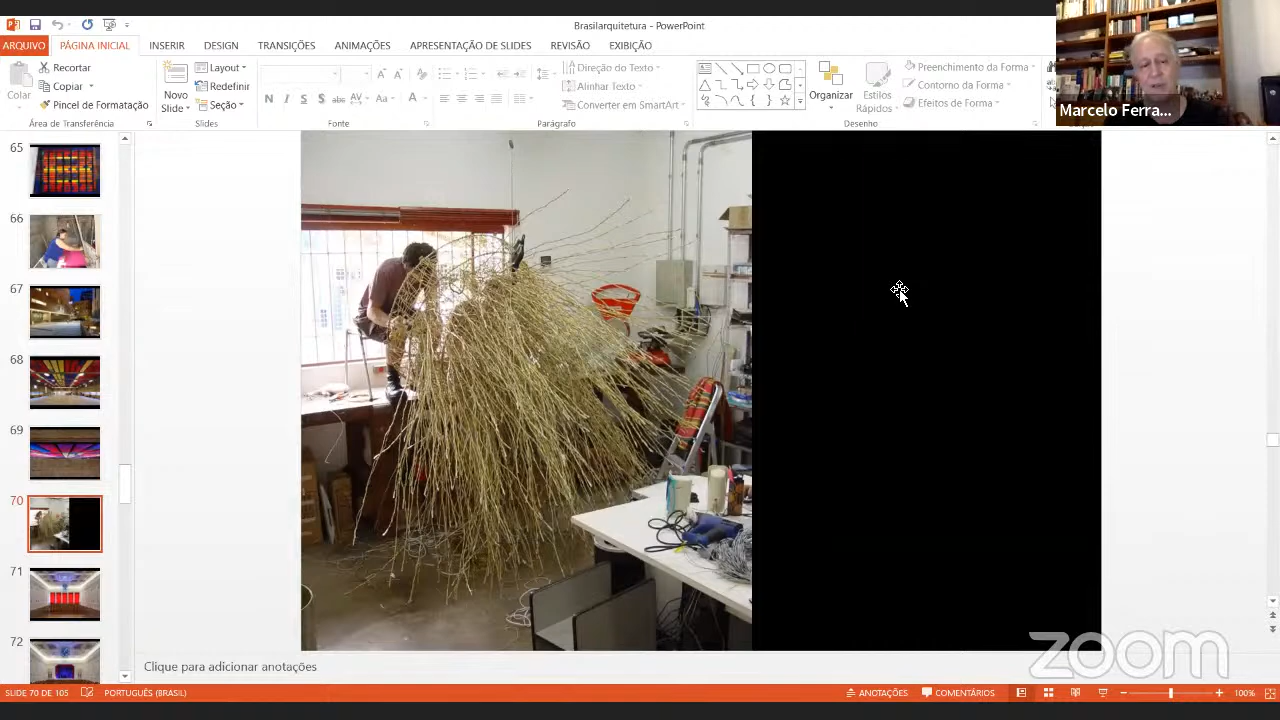 Brasilarquitetura - PowerPoint
ARQUIVO PÁGINA INICIAL INSERIR DESIGN TRANSIÇÕES ANIMAÇÕES APRESENTAÇÃO DE SLIDES REVISÃO EXIBIÇÃO
Colar
Recortar
Copiar
Pincel de Formatação
Área de Transferência
Novo
Slide
Layout
Redefinir
Seção
Slides
N I S S abc AV Aa A
Fonte
Direção do Texto
Alinhar Texto
Converter em SmartArt
Parágrafo
Organizar
Estilos
Rápidos
Preenchimento da Forma
Contorno da Forma
Efeitos de Forma
Desenho
Marcelo Ferra...
65
66
67
68
69
70
71
72
Clique para adicionar anotações
zoom
SLIDE 70 DE 105 PORTUGUÊS (BRASIL) ANOTAÇÕES COMENTÁRIOS 100%